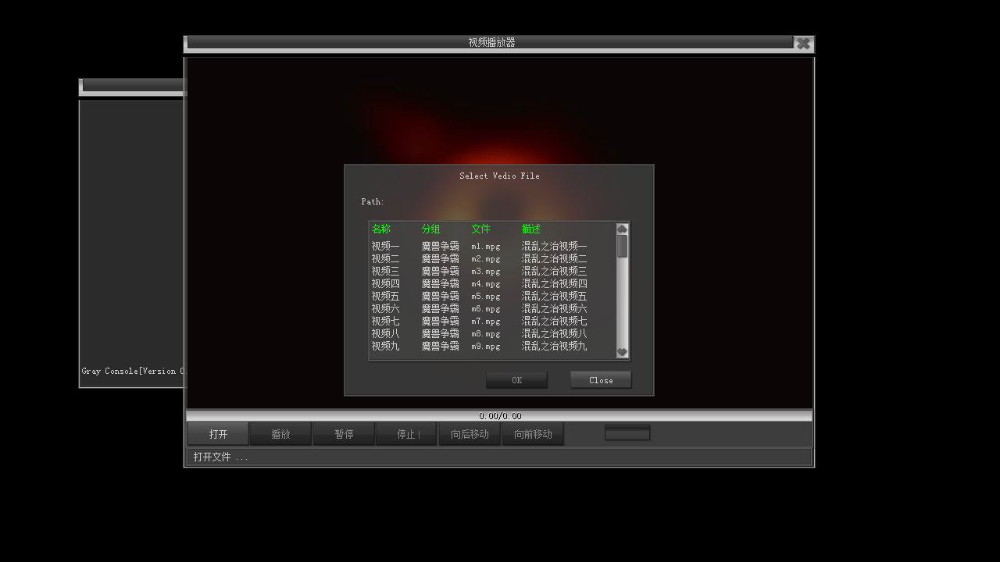 视频播放器
Select Vedio File
Path:
名称 分组 文件 描述
视频一 魔兽争霸 m1.mpg 混乱之治视频一
视频二 魔兽争霸 m2.mpg 混乱之治视频二
视频三 魔兽争霸 m3.mpg 混乱之治视频三
视频四 魔兽争霸 m4.mpg 混乱之治视频四
视频五 魔兽争霸 m5.mpg 混乱之治视频五
视频六 魔兽争霸 m6.mpg 混乱之治视频六
视频七 魔兽争霸 m7.mpg 混乱之治视频七
视频八 魔兽争霸 m8.mpg 混乱之治视频八
视频九 魔兽争霸 m9.mpg 混乱之治视频九
Gray Console[Version
OK Close
0.00/0.00
打开 播放 暂停 停止| 向后移动 向前移动
打开文件 ...